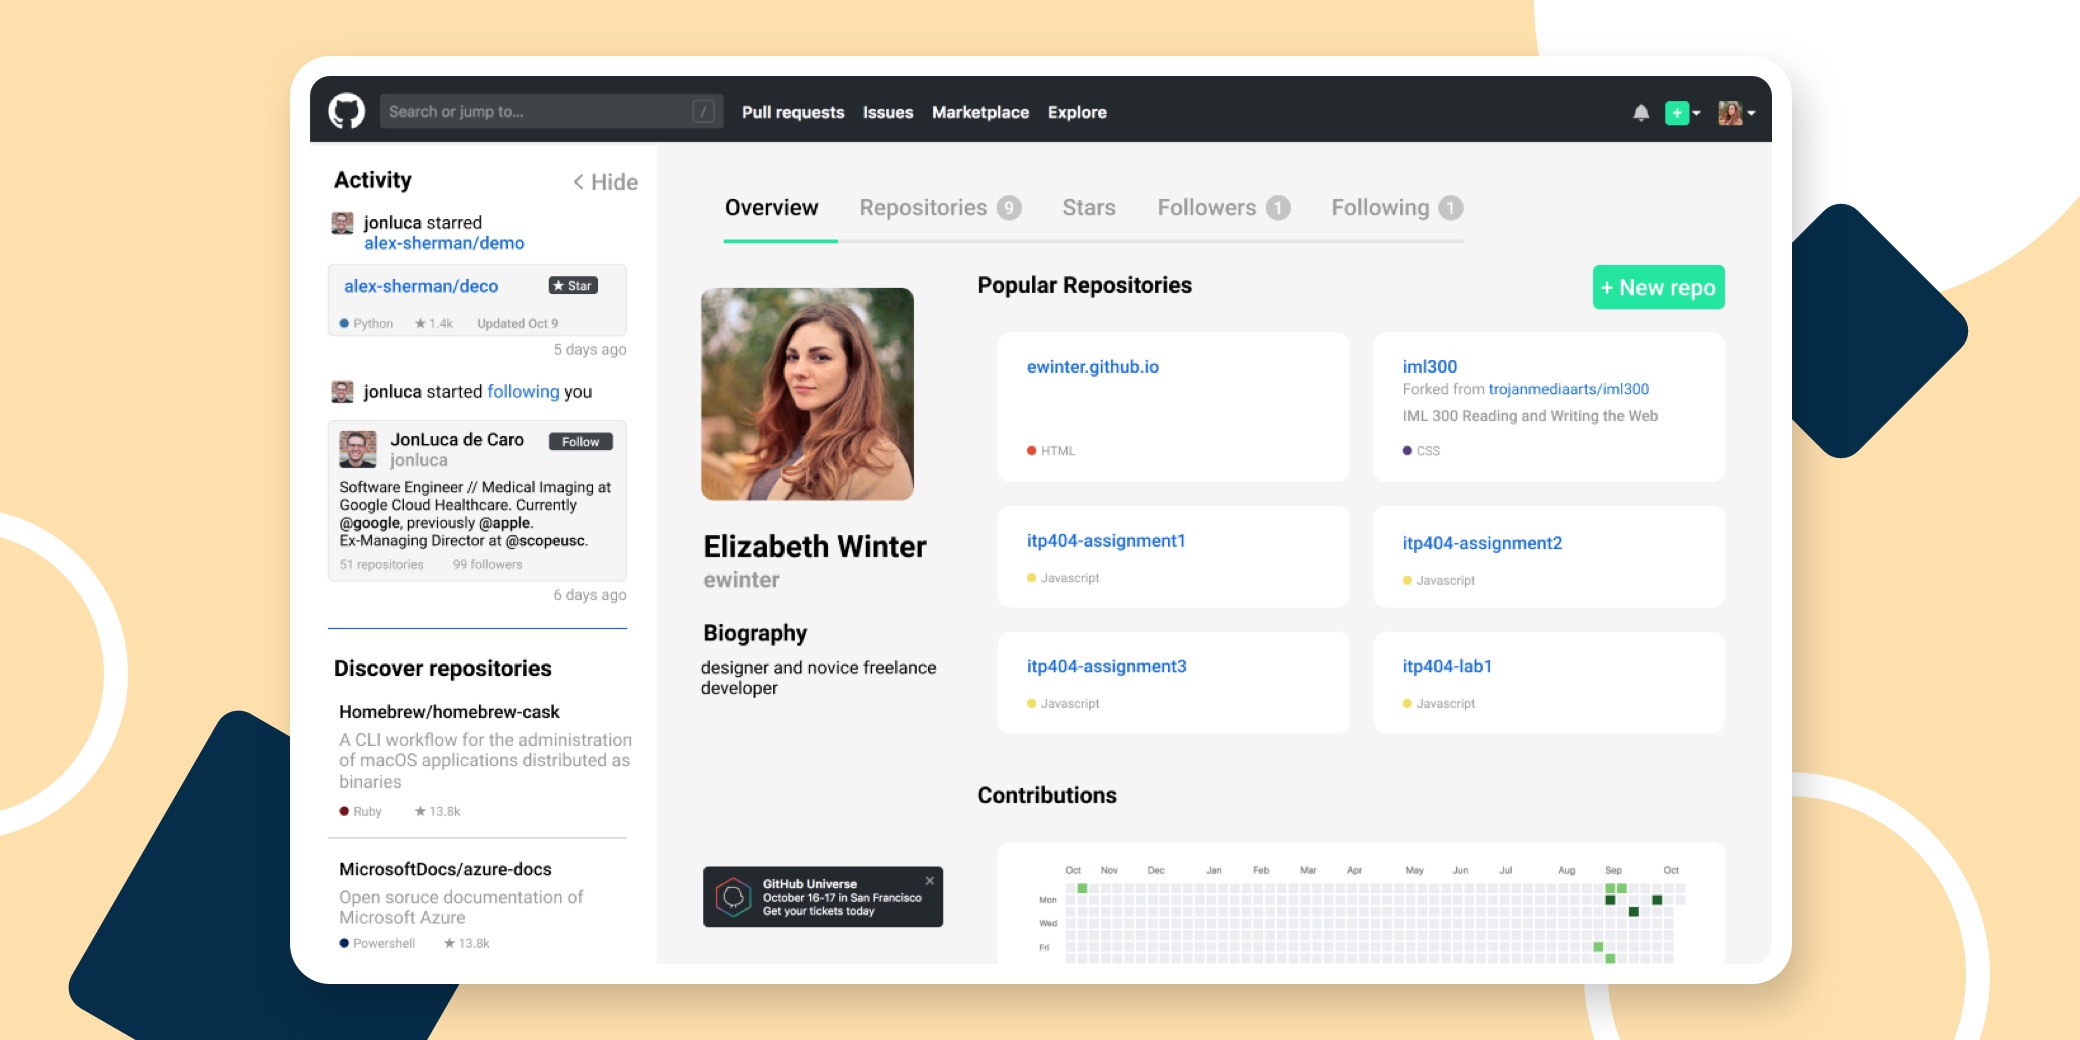 Search or jump to...
/
Pull requests
Issues
Marketplace
Explore
+
Activity
< Hide
jonluca starred
alex-sherman/demo
alex-sherman/deco
★ Star
Python
★ 1.4k
Updated Oct 9
5 days ago
jonluca started following you
JonLuca de Caro
Follow
jonluca
Software Engineer // Medical Imaging at
Google Cloud Healthcare. Currently
@google, previously @apple.
Ex-Managing Director at @scopeusc.
51 repositories
99 followers
6 days ago
Discover repositories
Homebrew/homebrew-cask
A CLI workflow for the administration
of macOS applications distributed as
binaries
Ruby
★ 13.8k
MicrosoftDocs/azure-docs
Open soruce documentation of
Microsoft Azure
Powershell
★ 13.8k
Overview
Repositories 9
Stars
Followers 1
Following 1
Elizabeth Winter
ewinter
Biography
designer and novice freelance
developer
GitHub Universe
October 16-17 in San Francisco
Get your tickets today
Popular Repositories
+ New repo
ewinter.github.io
HTML
iml300
Forked from trojanmediaarts/iml300
IML 300 Reading and Writing the Web
CSS
itp404-assignment1
Javascript
itp404-assignment2
Javascript
itp404-assignment3
Javascript
itp404-lab1
Javascript
Contributions
Oct Nov Dec Jan Feb Mar Apr May Jun Jul Aug Sep Oct
Mon
Wed
Fri